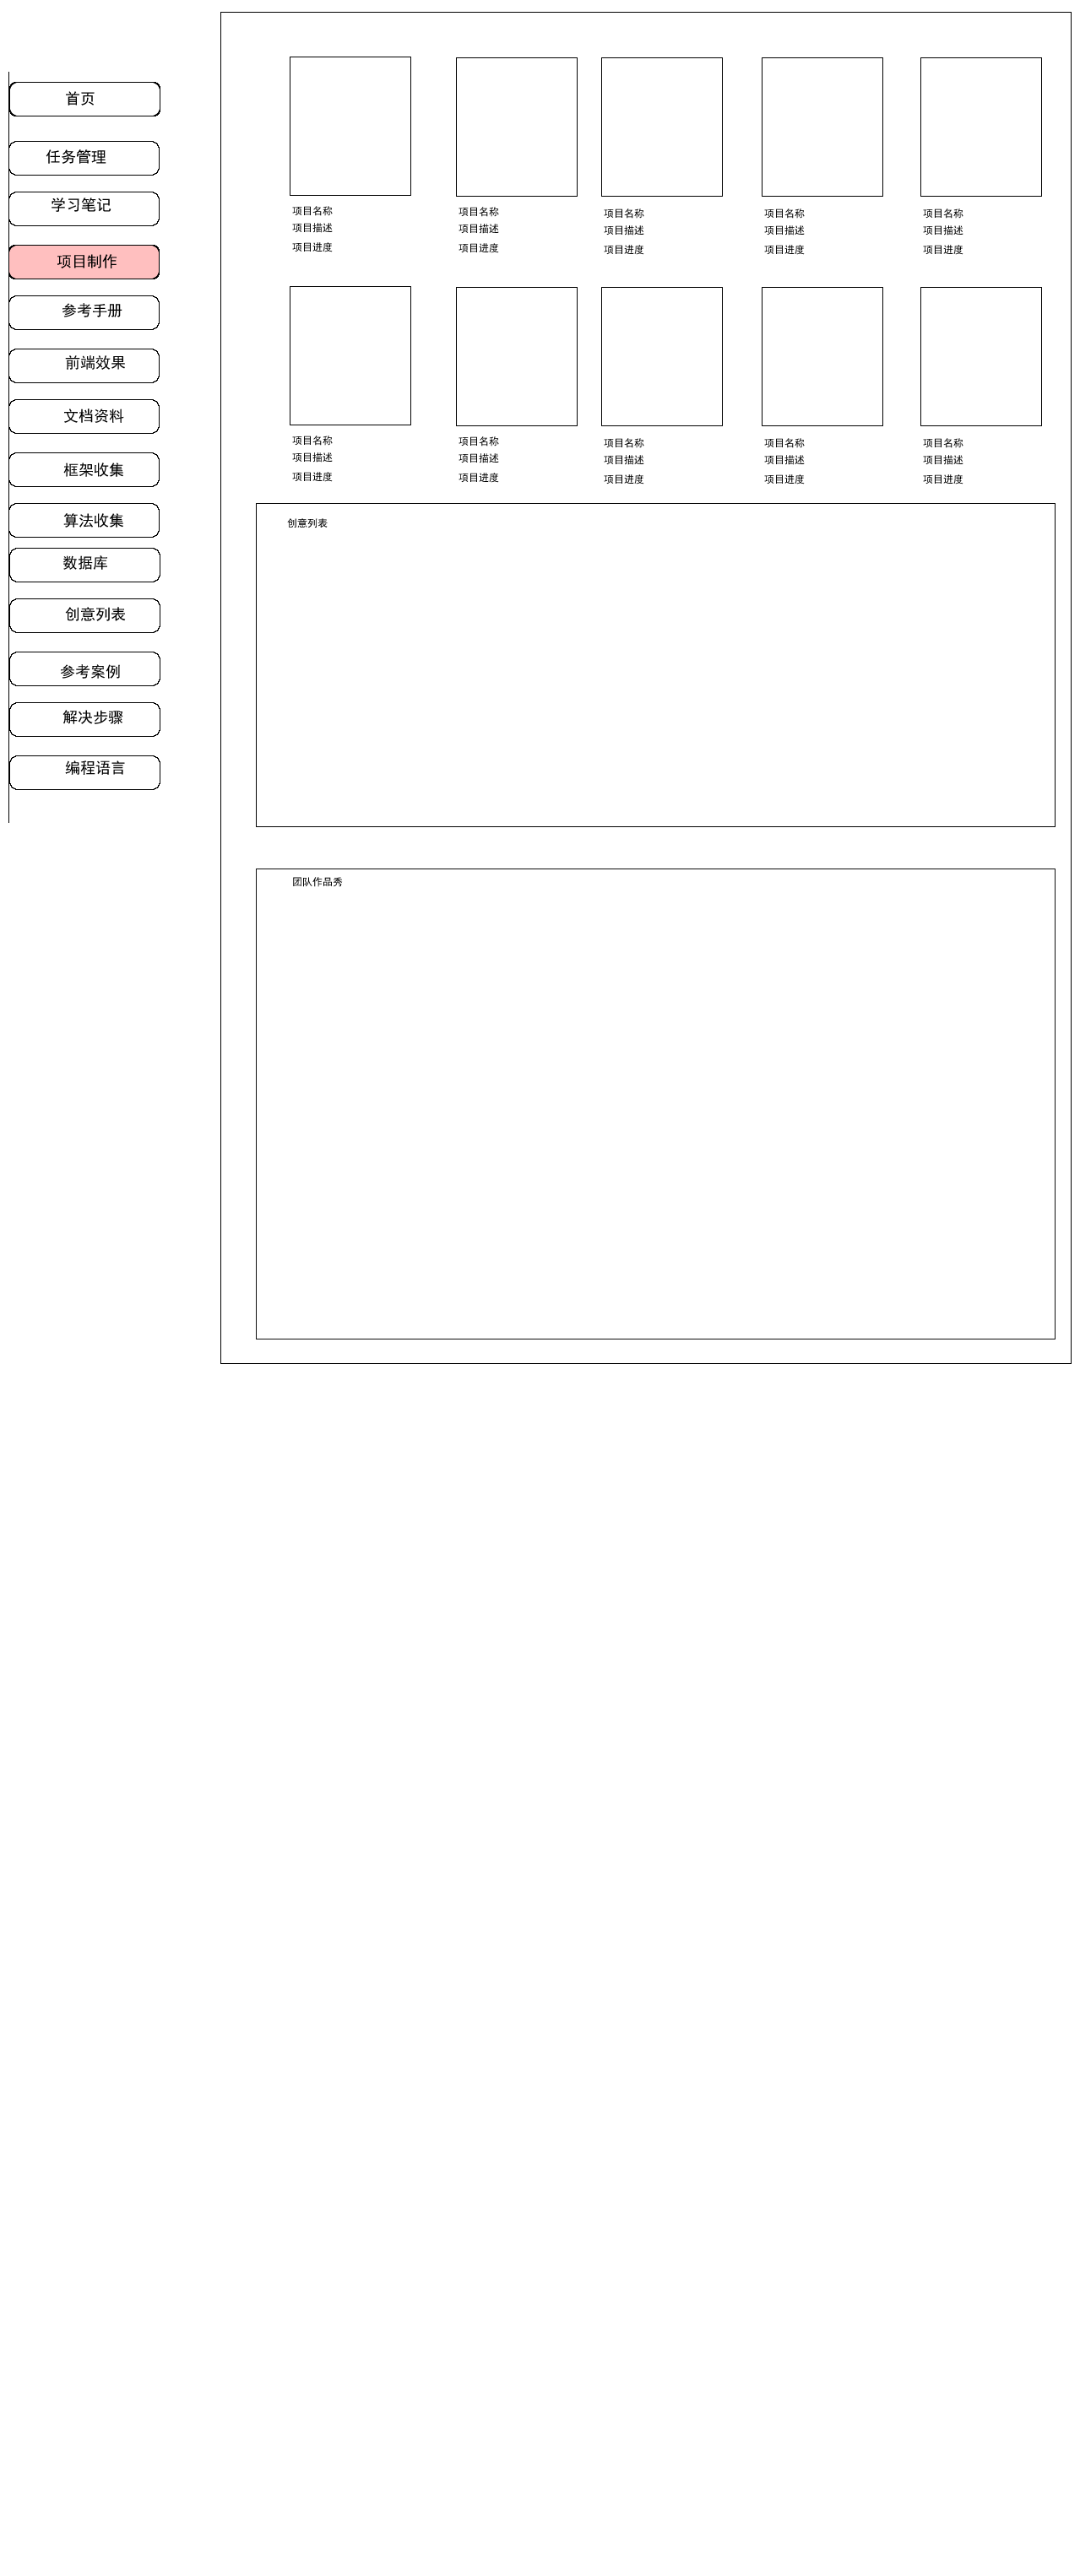 首页
任务管理
学习笔记
项目制作
参考手册
前端效果
文档资料
框架收集
算法收集
数据库
创意列表
参考案例
解决步骤
编程语言
项目名称
项目描述
项目进度
项目名称
项目描述
项目进度
项目名称
项目描述
项目进度
项目名称
项目描述
项目进度
项目名称
项目描述
项目进度
项目名称
项目描述
项目进度
项目名称
项目描述
项目进度
项目名称
项目描述
项目进度
项目名称
项目描述
项目进度
项目名称
项目描述
项目进度
创意列表
团队作品秀